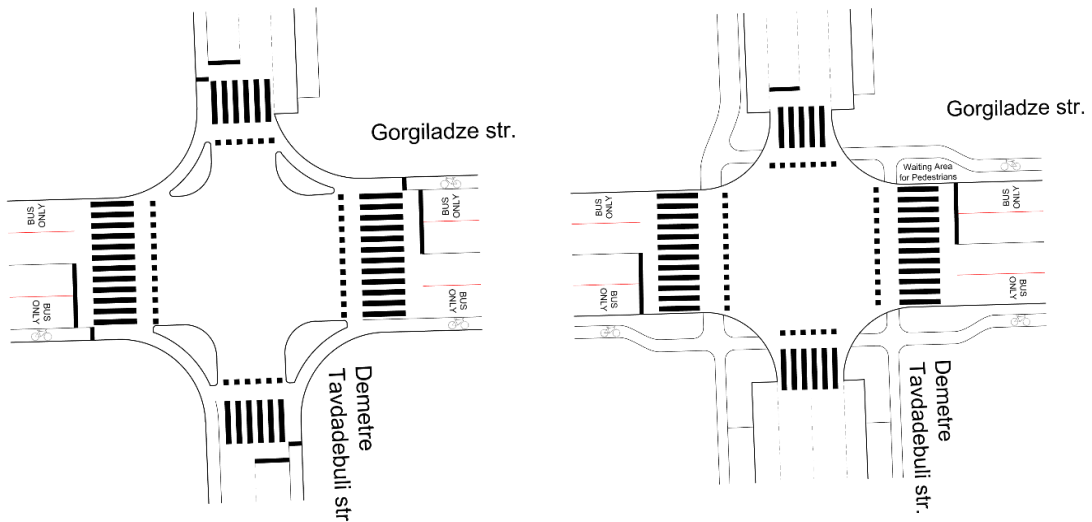 Gorgiladze str.
BUS
ONLY
BUS
ONLY
BUS
ONLY
BUS
ONLY
Demetre
Tavdadebuli str.
Gorgiladze str.
Waiting Area
for Pedestrians
BUS
ONLY
BUS
ONLY
BUS
ONLY
BUS
ONLY
Demetre
Tavdadebuli str.